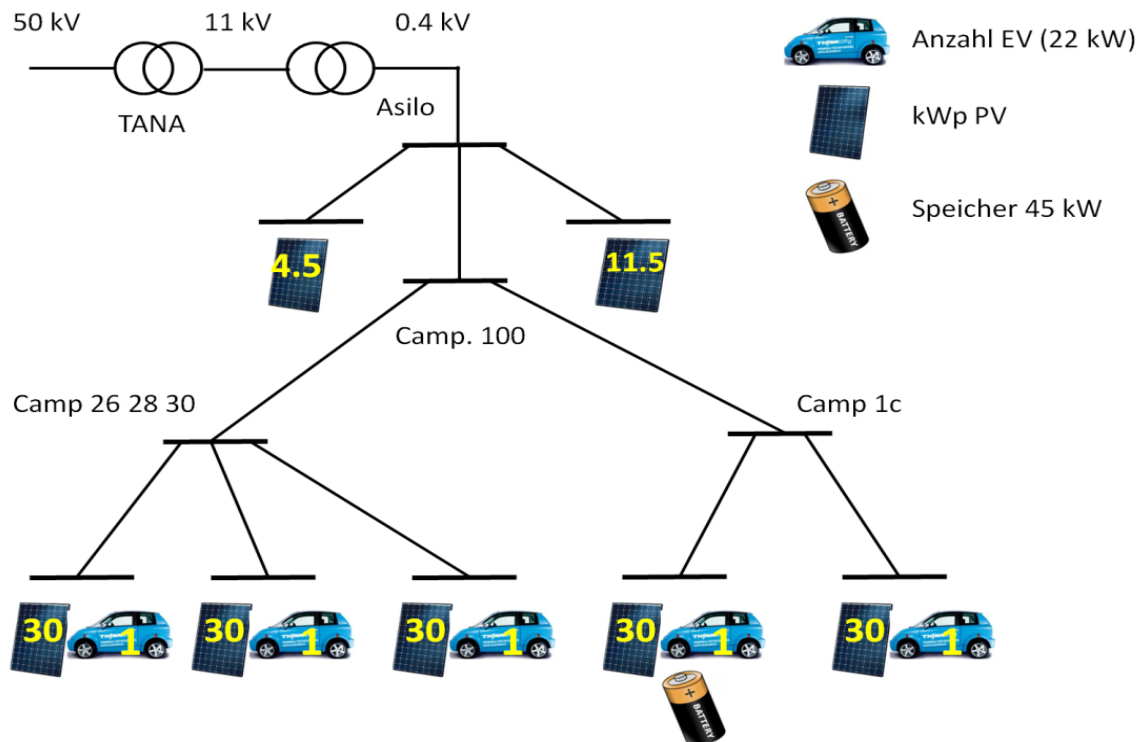 50 kV 11 kV 0.4 kV
Anzahl EV (22 kW)
TANA
Asilo
kWp PV
Speicher 45 kW
BATTERY
4.5 11.5
Camp. 100
Camp 26 28 30 Camp 1c
30 1 30 1 30 1 30 1 30 1
BATTERY